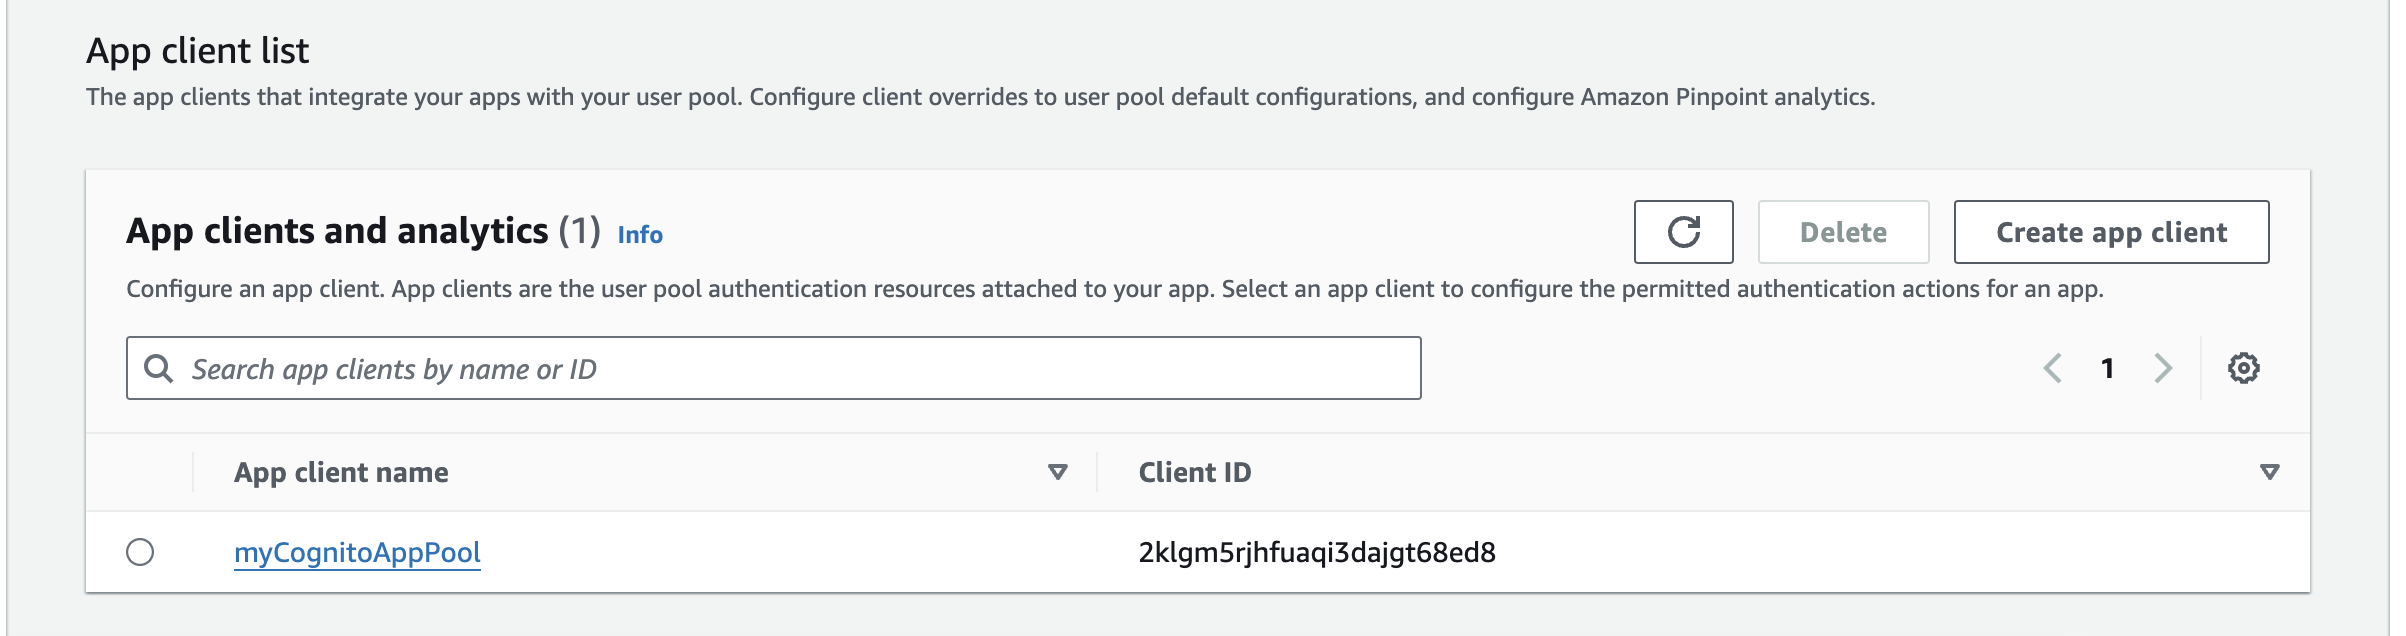 App client list
The app clients that integrate your apps with your user pool. Configure client overrides to user pool default configurations, and configure Amazon Pinpoint analytics.
App clients and analytics (1) Info
Delete
Create app client
Configure an app client. App clients are the user pool authentication resources attached to your app. Select an app client to configure the permitted authentication actions for an app.
Search app clients by name or ID
1
App client name
Client ID
myCognitoAppPool
2klgm5rjhfuaqi3dajgt68ed8